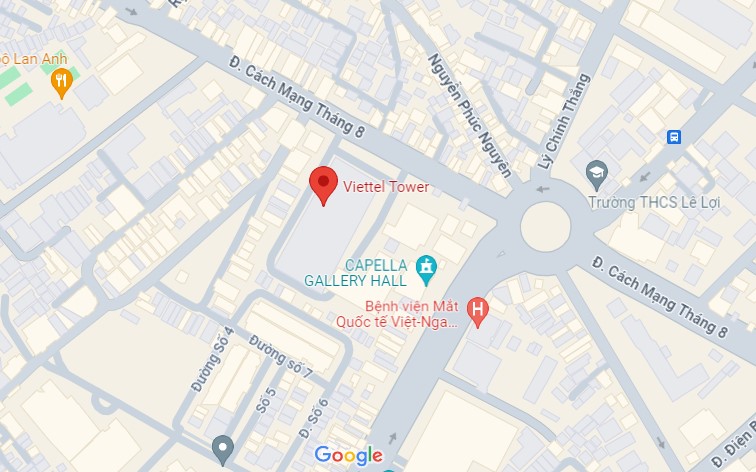 ộ Lan Anh
Đ. Cách Mạng Tháng 8
Nguyễn Phúc Nguyên
Lý Chính Thắng
Viettel Tower
Trường THCS Lê Lợi
CAPELLA
GALLERY HALL
Đ. Cách Mạng Tháng 8
Bệnh viện Mắt
Quốc tế Việt-Nga...
H
Đường Số 4
Đường số 7
Số 5
Đ. Số 6
Google
Đ. Điện B